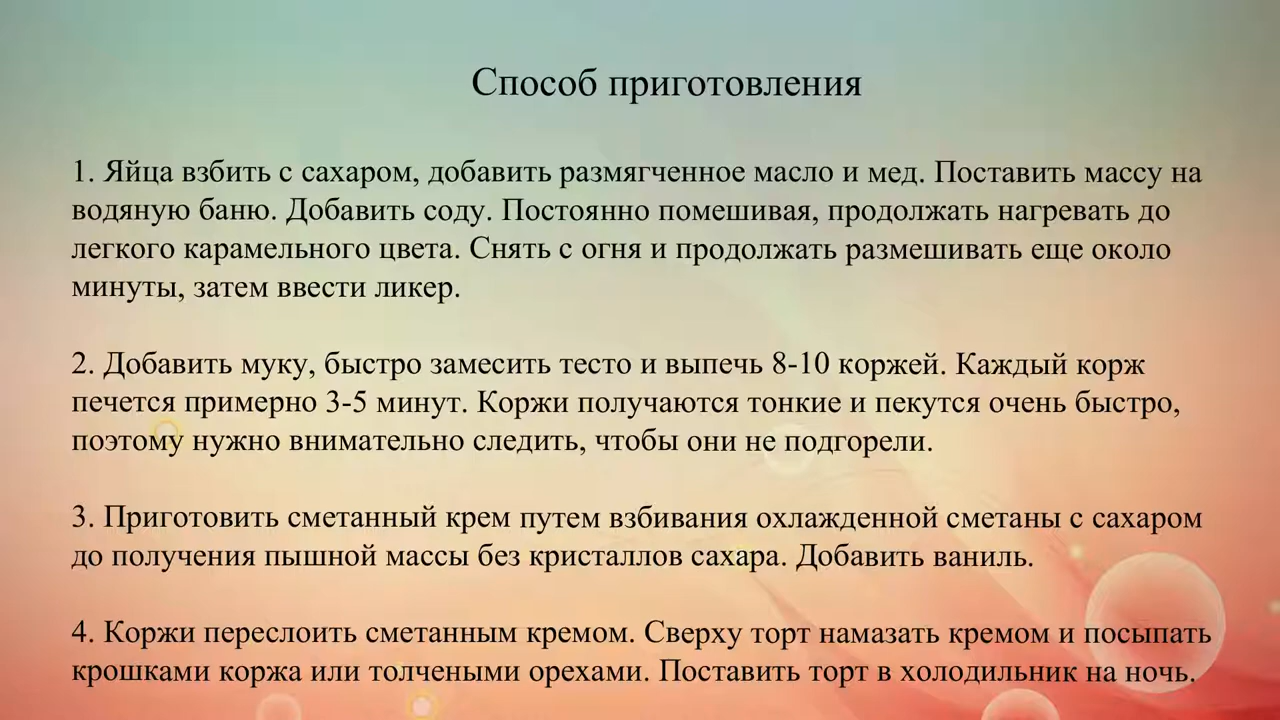 Способ приготовления
1. Яйца взбить с сахаром, добавить размягченное масло и мед. Поставить массу на
водяную баню. Добавить соду. Постоянно помешивая, продолжать нагревать до
легкого карамельного цвета. Снять с огня и продолжать размешивать еще около
минуты, затем ввести ликер.
2. Добавить муку, быстро замесить тесто и выпечь 8-10 коржей. Каждый корж
печется примерно 3-5 минут. Коржи получаются тонкие и пекутся очень быстро,
поэтому нужно внимательно следить, чтобы они не подгорели.
3. Приготовить сметанный крем путем взбивания охлажденной сметаны с сахаром
до получения пышной массы без кристаллов сахара. Добавить ваниль.
4. Коржи переслоить сметанным кремом. Сверху торт намазать кремом и посыпать
крошками коржа или толчеными орехами. Поставить торт в холодильник на ночь.